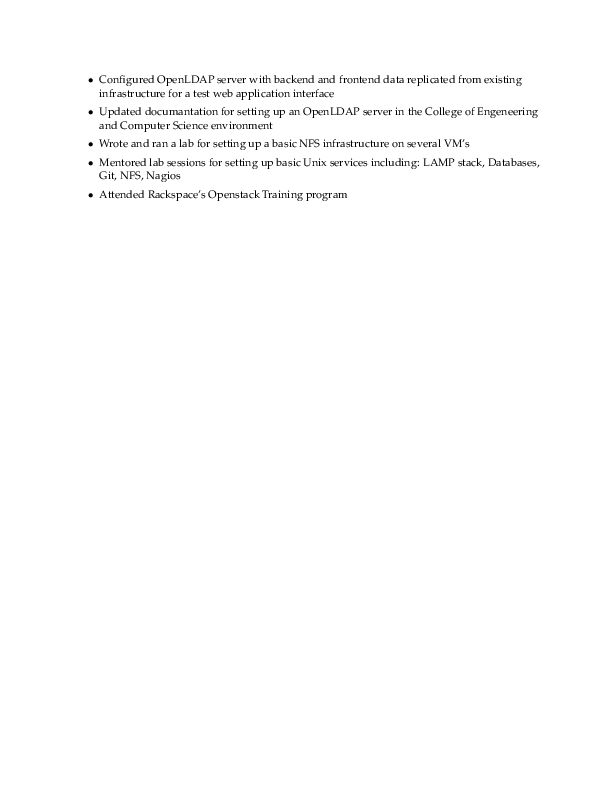 • Configured OpenLDAP server with backend and frontend data replicated from existing
infrastructure for a test web application interface
• Updated documantation for setting up an OpenLDAP server in the College of Engeneering
and Computer Science environment
• Wrote and ran a lab for setting up a basic NFS infrastructure on several VM's
• Mentored lab sessions for setting up basic Unix services including: LAMP stack, Databases,
Git, NFS, Nagios
• Attended Rackspace's Openstack Training program